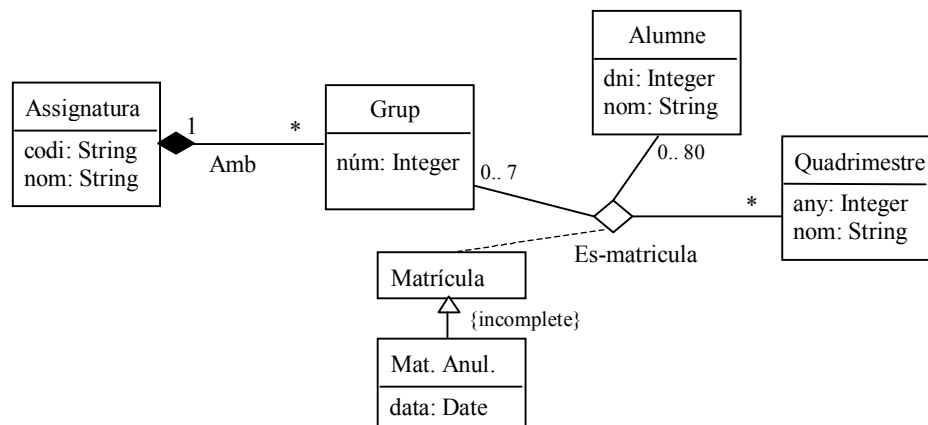 Alumne
dni: Integer
nom: String
Assignatura
codi: String
nom: String
1
*
Amb
Grup
núm: Integer
0.. 7
0.. 80
Quadrimestre
any: Integer
nom: String
*
Es-matricula
Matrícula
{incomplete}
Mat. Anul.
data: Date